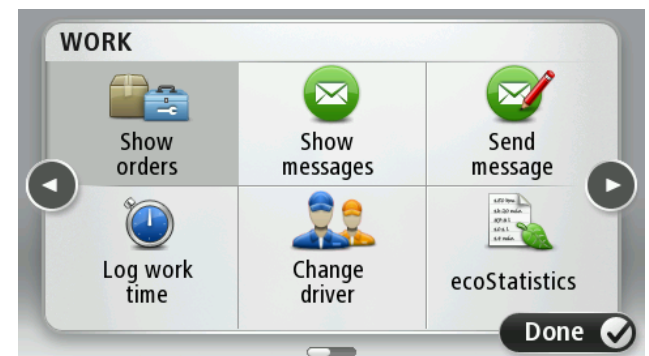 WORK
Show
orders
Show
messages
Send
message
Log work
time
Change
driver
ecoStatistics
Done